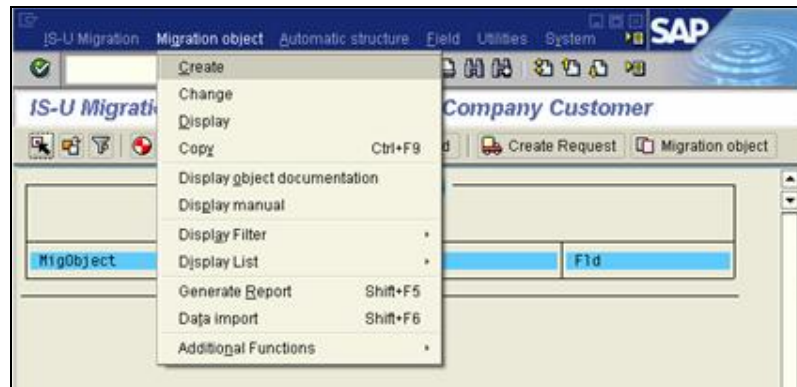 IS-U Migration Migration object Automatic structure Field Utilities System SAP
IS-U Migrati Company Customer
d Create Request Migration object
Create
Change
Display
Copy Ctrl+F9
Display object documentation
Display manual
Display Filter
Display List
Generate Report Shift+F5
Data import Shift+F6
Additional Functions
MigObject Fld